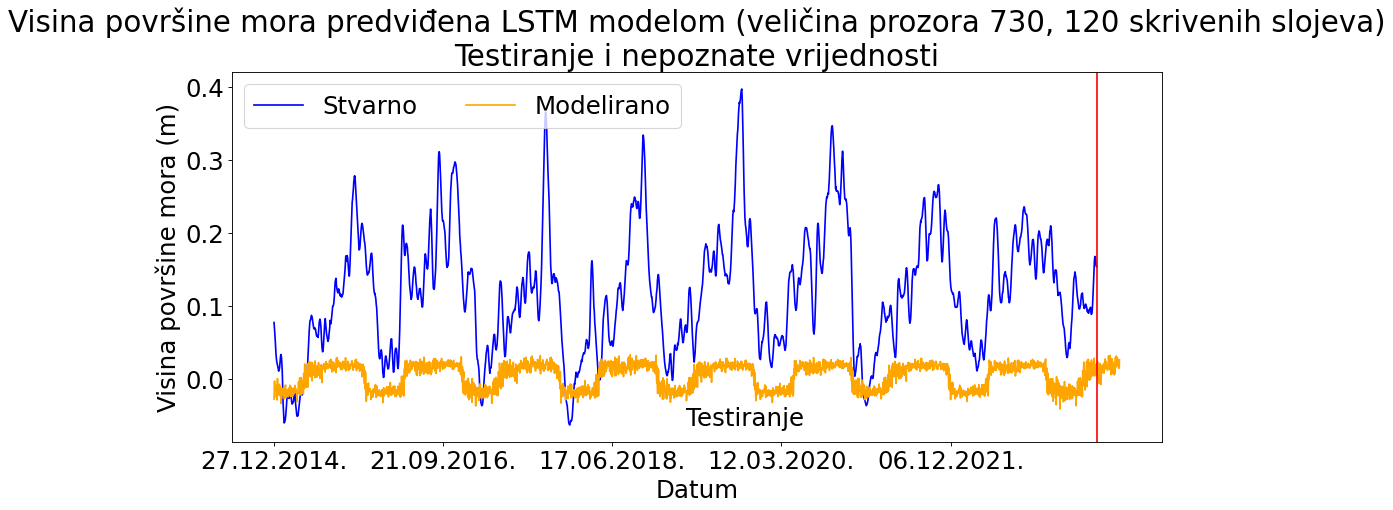 Visina površine mora predviđena LSTM modelom (veličina prozora 730, 120 skrivenih slojeva)
Testiranje i nepoznate vrijednosti
Stvarno
Modelirano
Visina površine mora (m)
0.4
0.3
0.2
0.1
0.0
Testiranje
27.12.2014.
21.09.2016.
17.06.2018.
12.03.2020.
06.12.2021.
Datum